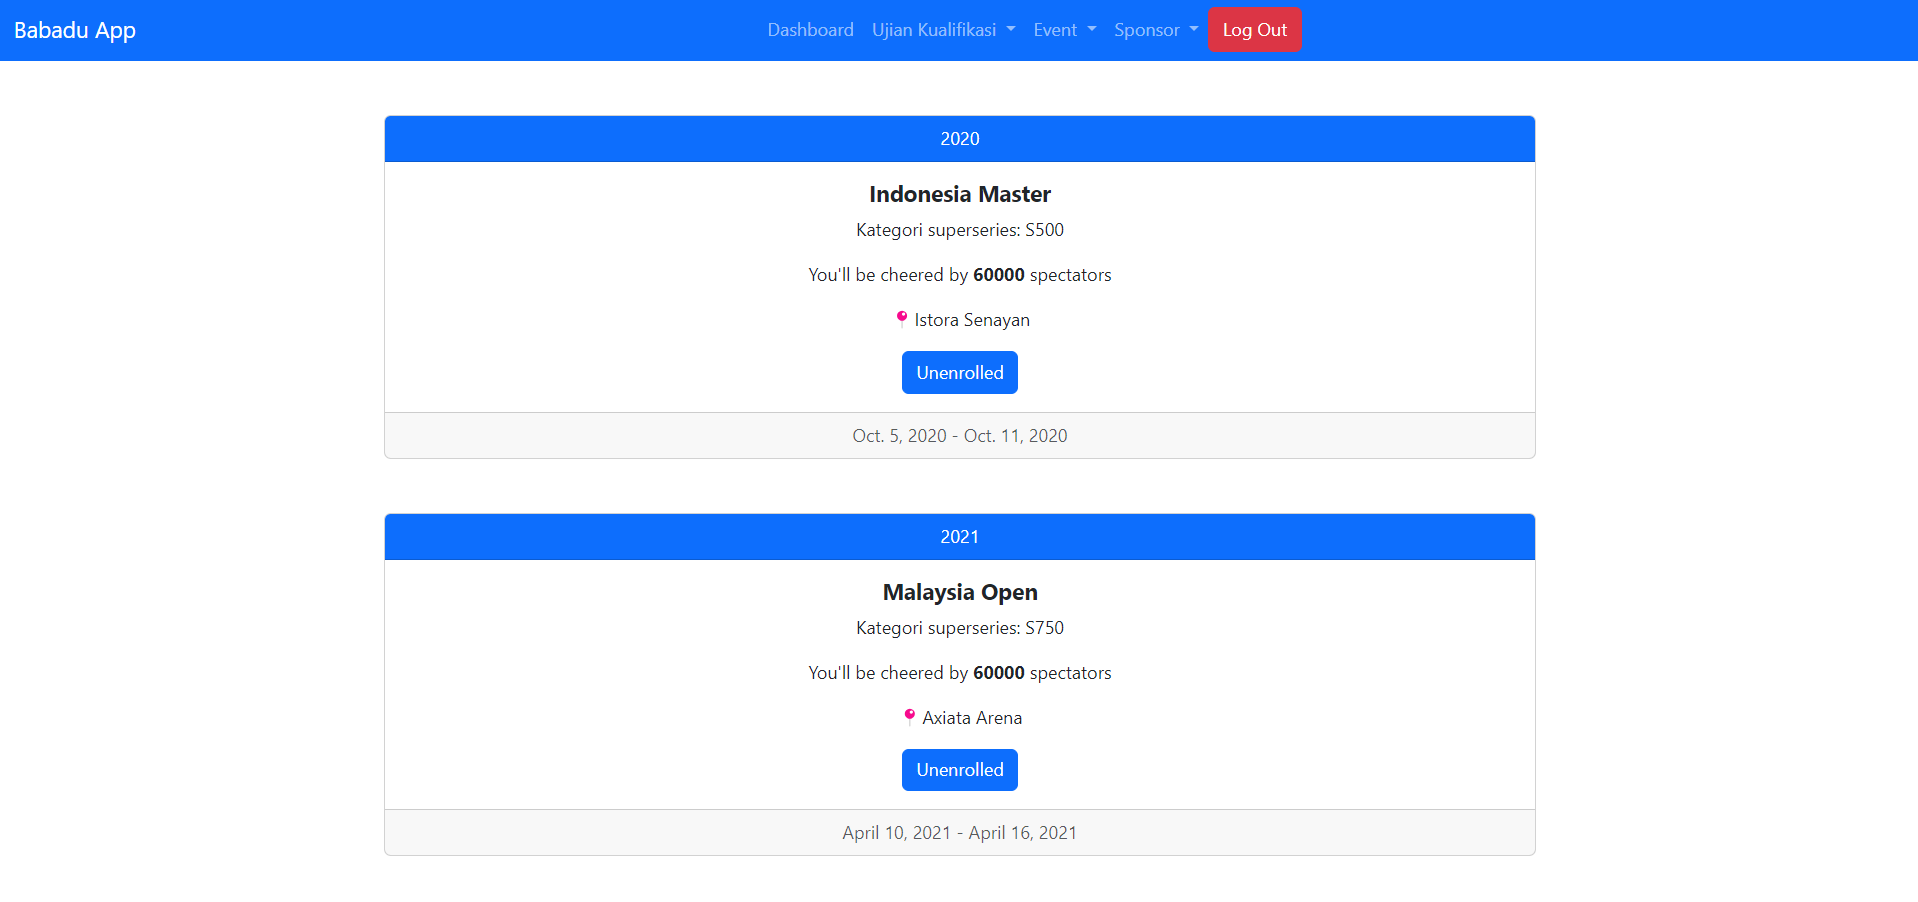 Babadu App
Dashboard Ujian Kualifikasi Event Sponsor Log Out
2020
Indonesia Master
Kategori superseries: S500
You'll be cheered by 60000 spectators
Istora Senayan
Unenrolled
Oct. 5, 2020 - Oct. 11, 2020
2021
Malaysia Open
Kategori superseries: S750
You'll be cheered by 60000 spectators
Axiata Arena
Unenrolled
April 10, 2021 - April 16, 2021